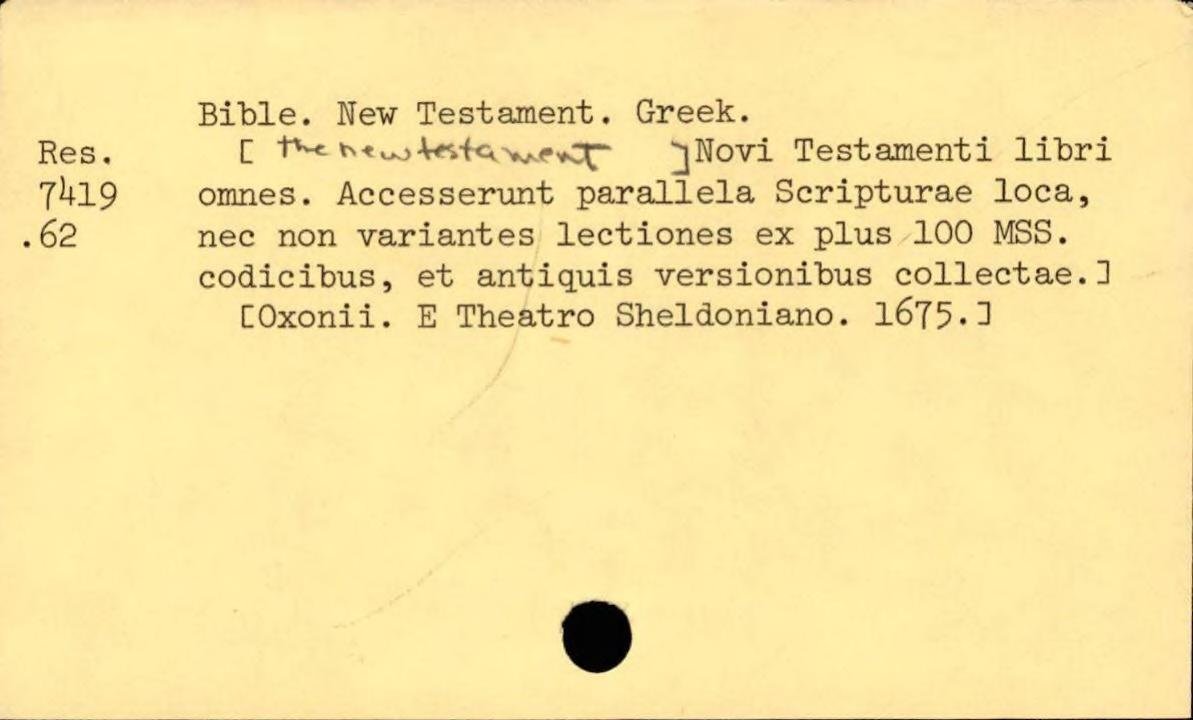 Bible. New Testament. Greek.
Res. [ the new testament ]Novi Testamenti libri
7419 omnes. Accesserunt parallela Scripturae loca,
.62 nec non variantes lectiones ex plus 100 MSS.
codicibus, et antiquis versionibus collectae.]
[Oxonii. E Theatro Sheldoniano. 1675.]